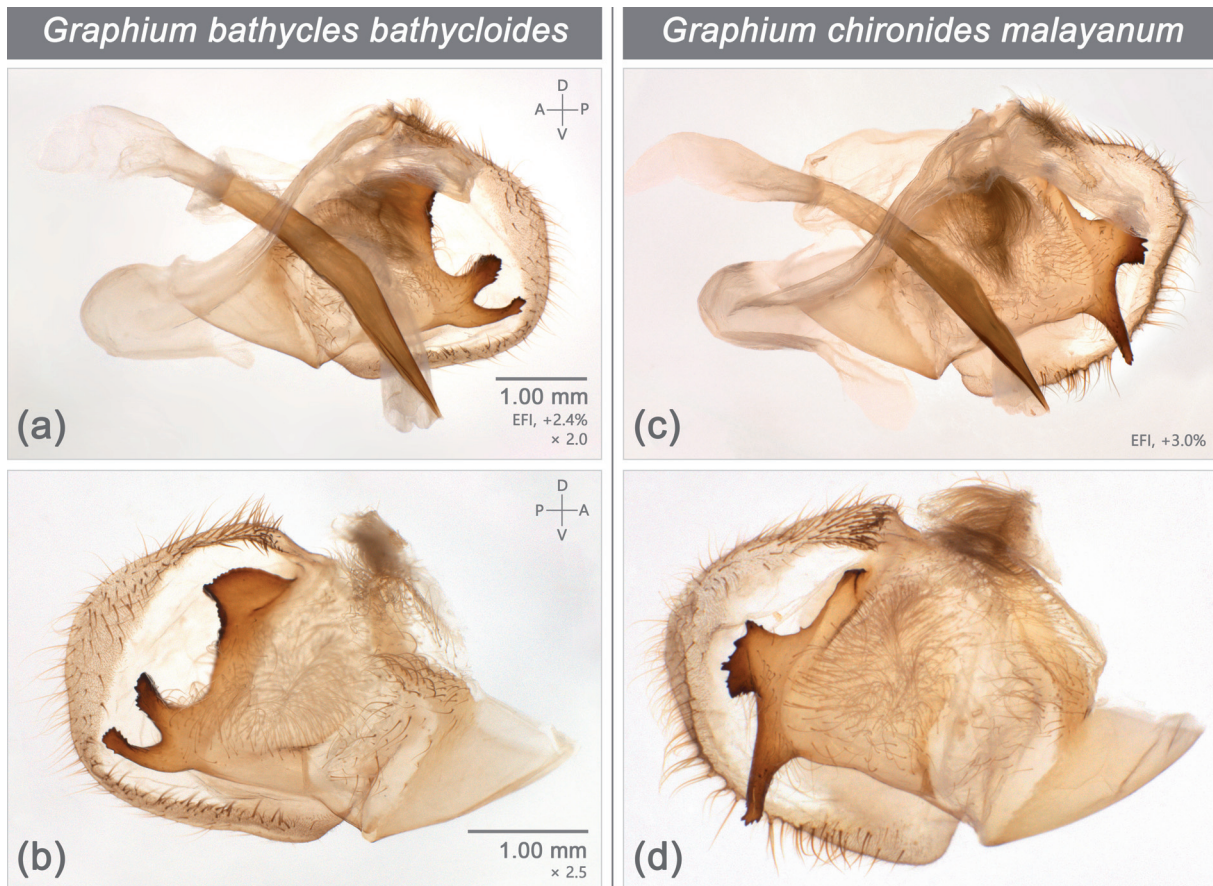 Graphium bathycles bathycloides
Graphium chironides malayanum
D
A P
V
1.00 mm
EFI, +2.4%
× 2.0
(a)
(c)
EFI, +3.0%
D
P A
V
1.00 mm
× 2.5
(b)
(d)